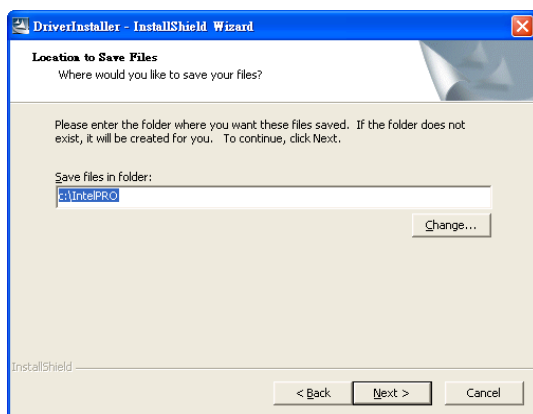 DriverInstaller - InstallShield Wizard
Location to Save Files
Where would you like to save your files?
Please enter the folder where you want these files saved. If the folder does not
exist, it will be created for you. To continue, click Next.
Save files in folder:
c:\IntelPRO
Change...
InstallShield
< Back
Next >
Cancel